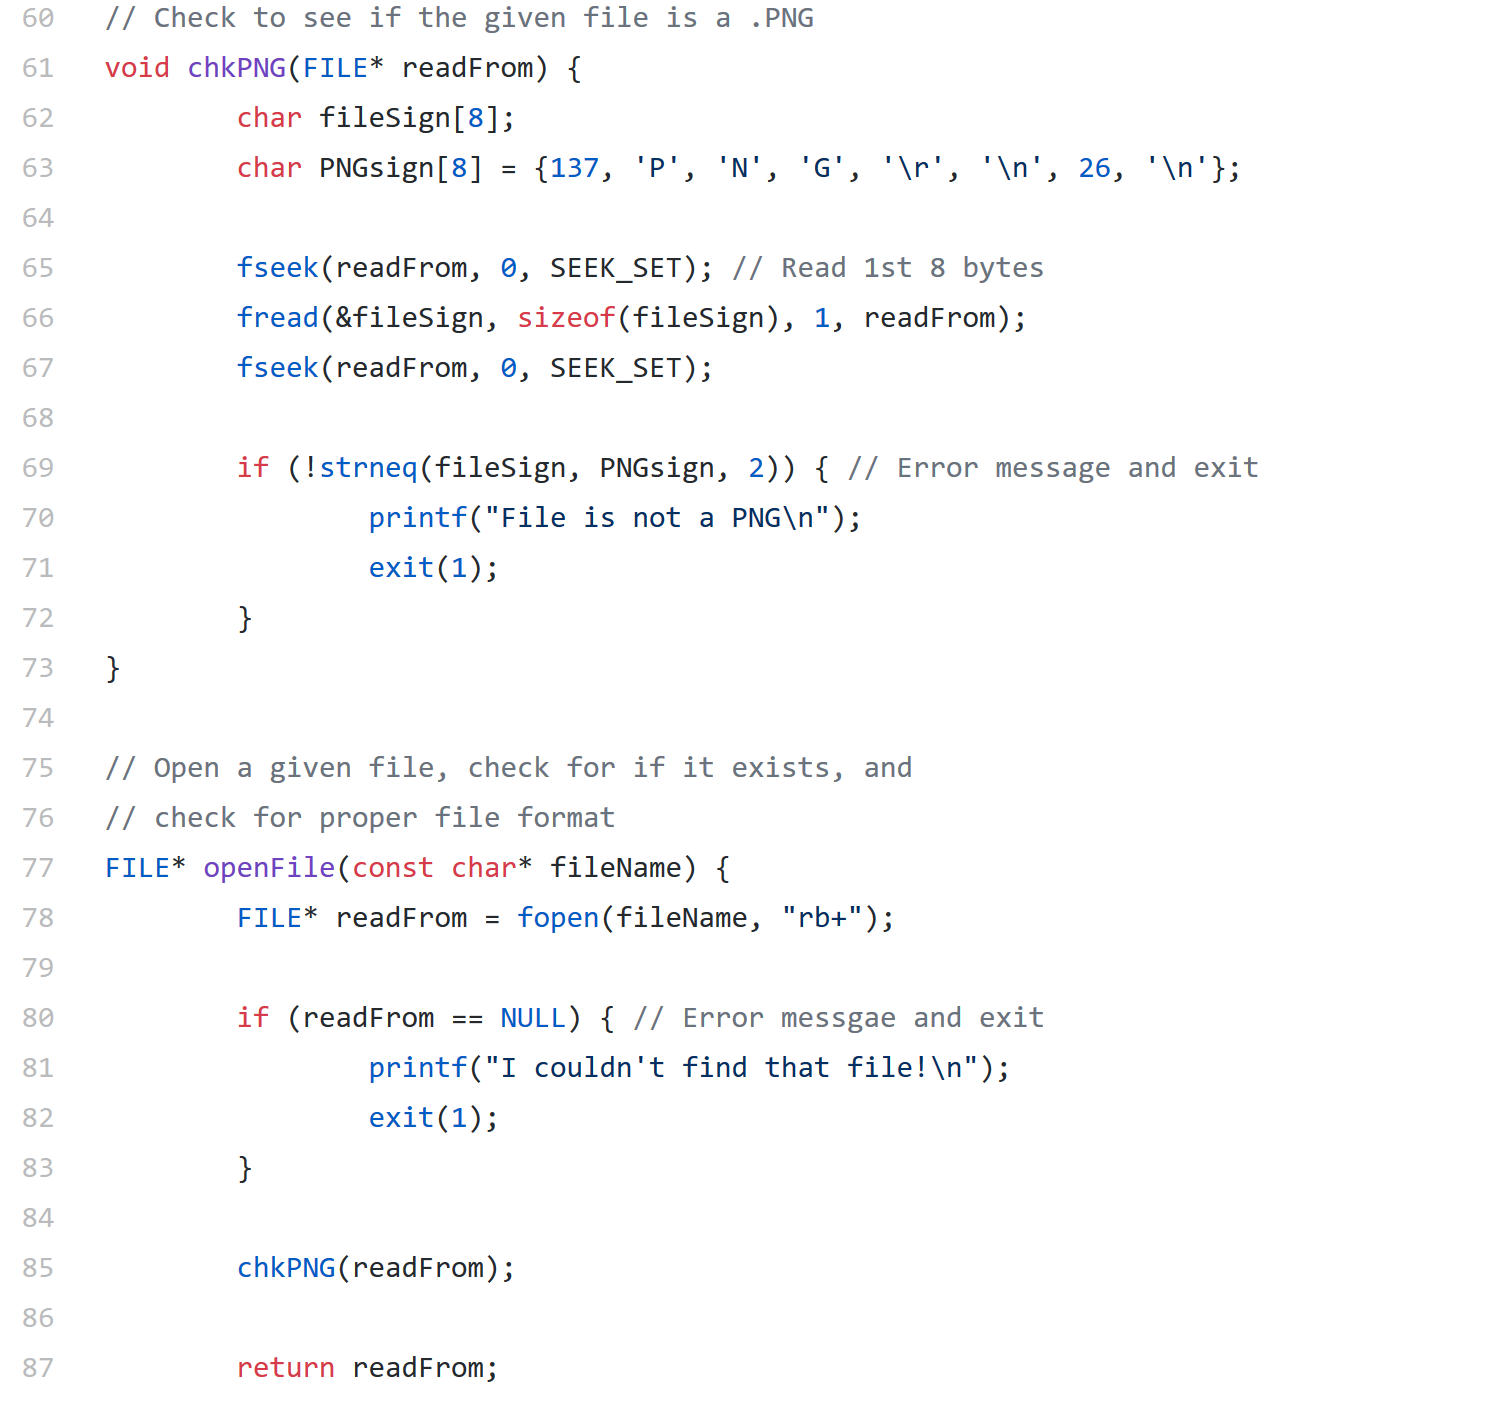 60 // Check to see if the given file is a .PNG
61 void chkPNG(FILE* readFrom) {
62         char fileSign[8];
63         char PNGsign[8] = {137, 'P', 'N', 'G', '\r', '\n', 26, '\n'};
64
65         fseek(readFrom, 0, SEEK_SET); // Read 1st 8 bytes
66         fread(&fileSign, sizeof(fileSign), 1, readFrom);
67         fseek(readFrom, 0, SEEK_SET);
68
69         if (!strneq(fileSign, PNGsign, 2)) { // Error message and exit
70                 printf("File is not a PNG\n");
71                 exit(1);
72         }
73 }
74
75 // Open a given file, check for if it exists, and
76 // check for proper file format
77 FILE* openFile(const char* fileName) {
78         FILE* readFrom = fopen(fileName, "rb+");
79
80         if (readFrom == NULL) { // Error messgae and exit
81                 printf("I couldn't find that file!\n");
82                 exit(1);
83         }
84
85         chkPNG(readFrom);
86
87         return readFrom;